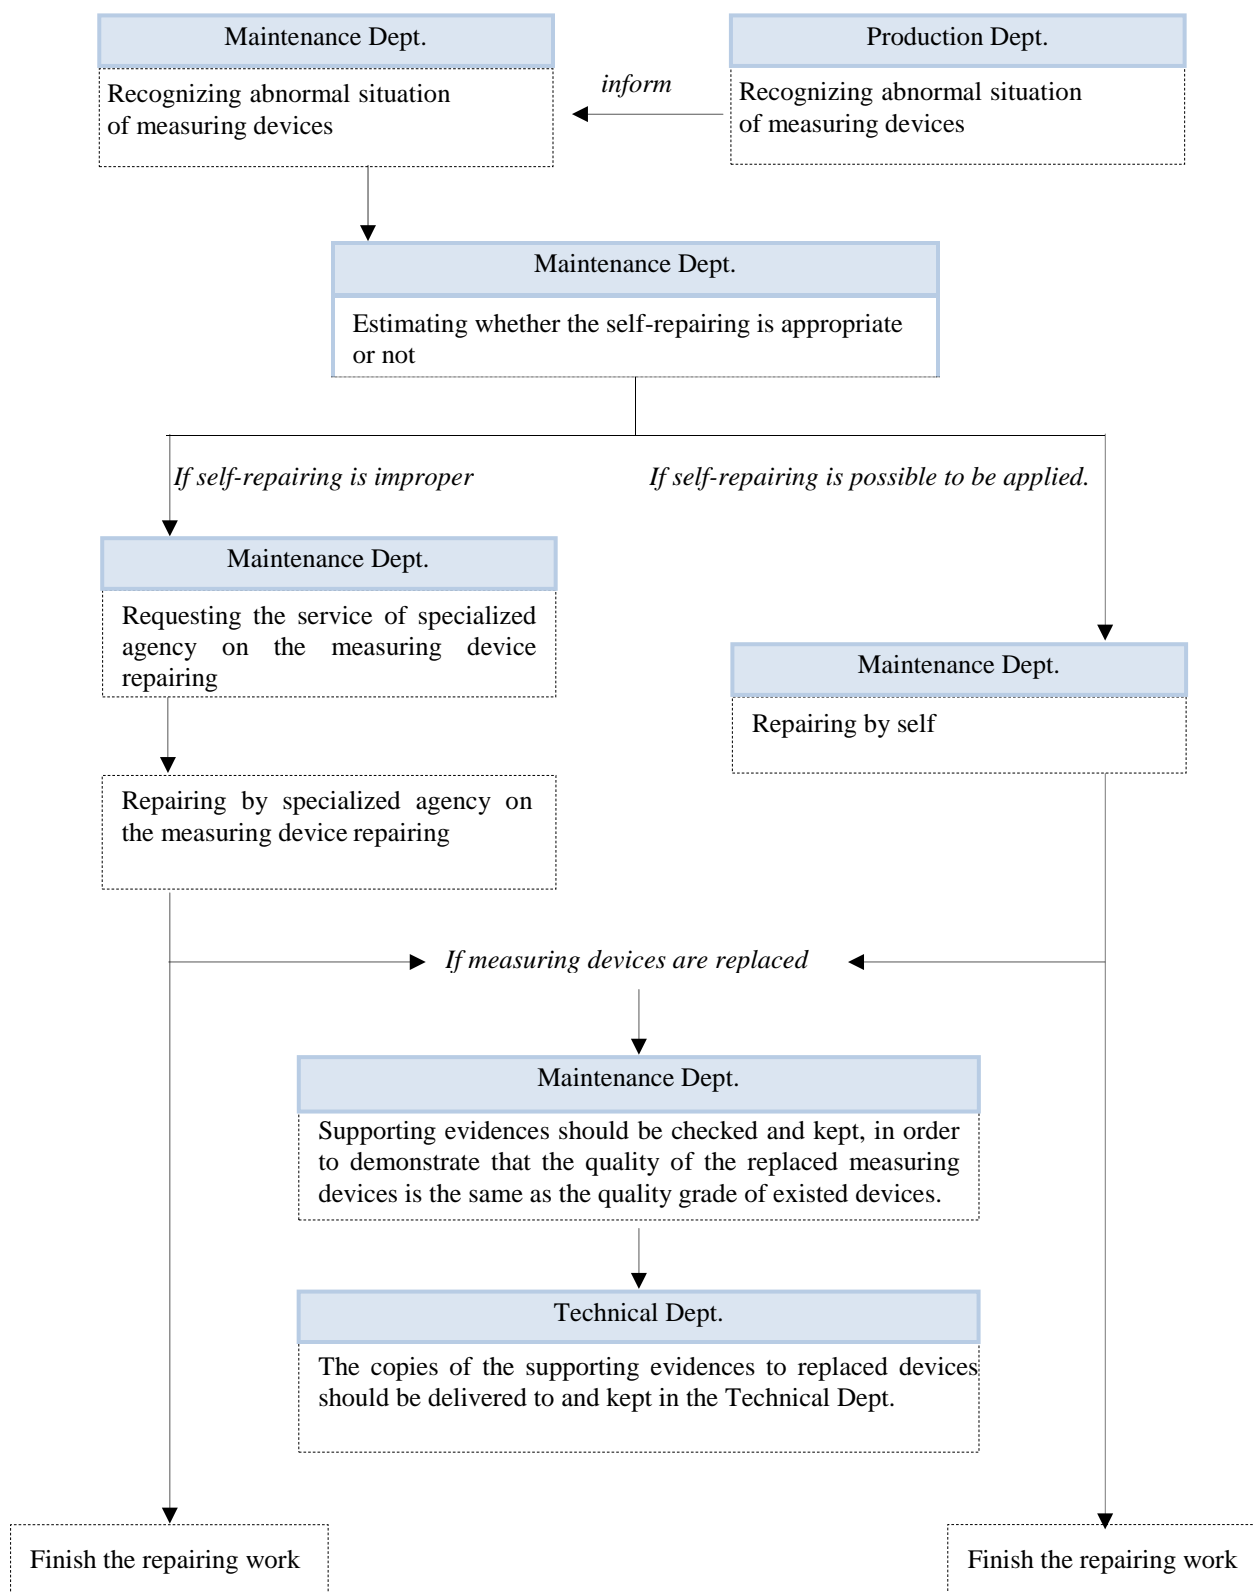 Maintenance Dept.
Recognizing abnormal situation
of measuring devices
inform
Production Dept.
Recognizing abnormal situation
of measuring devices
Maintenance Dept.
Estimating whether the self-repairing is appropriate
or not
If self-repairing is improper
If self-repairing is possible to be applied.
Maintenance Dept.
Requesting the service of specialized
agency on the measuring device
repairing
Maintenance Dept.
Repairing by self
Repairing by specialized agency on
the measuring device repairing
If measuring devices are replaced
Maintenance Dept.
Supporting evidences should be checked and kept, in order
to demonstrate that the quality of the replaced measuring
devices is the same as the quality grade of existed devices.
Technical Dept.
The copies of the supporting evidences to replaced devices
should be delivered to and kept in the Technical Dept.
Finish the repairing work
Finish the repairing work